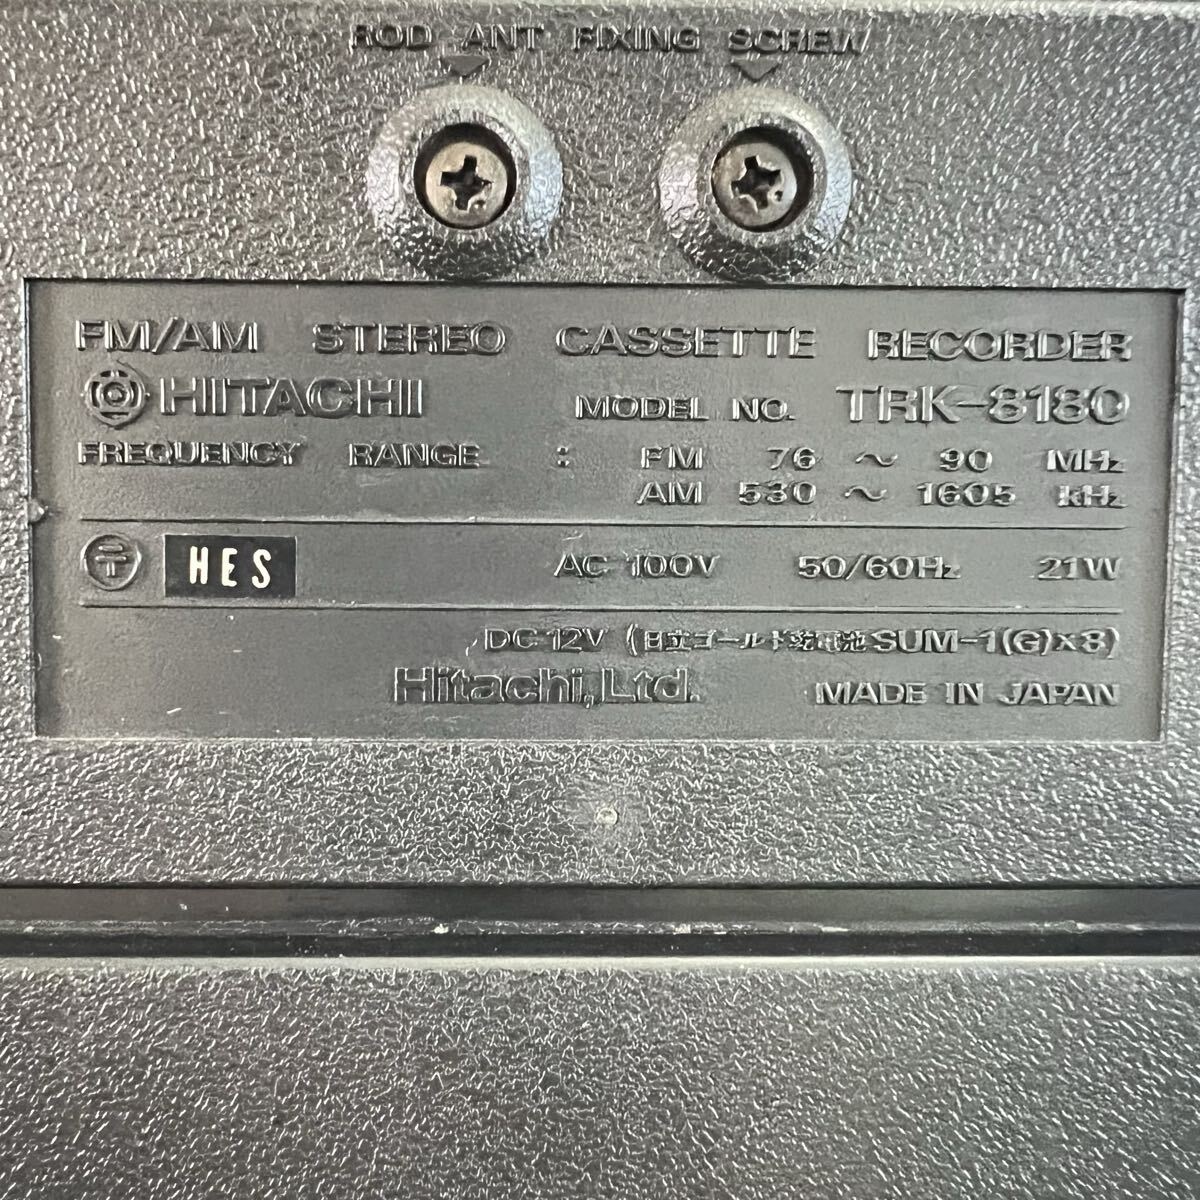 ROD ANT FIXING SCREW
FM/AM STEREO CASSETTE RECORDER
HITACHI MODEL NO. TRK-8180
FREQUENCY RANGE : FM 76 ~ 90 MHz
AM 530 ~ 1605 kHz
〒 HES AC 100V 50/60Hz 21W
DC 12V (日立ゴールド乾電池 SUM-1(G)x8)
Hitachi, Ltd. MADE IN JAPAN